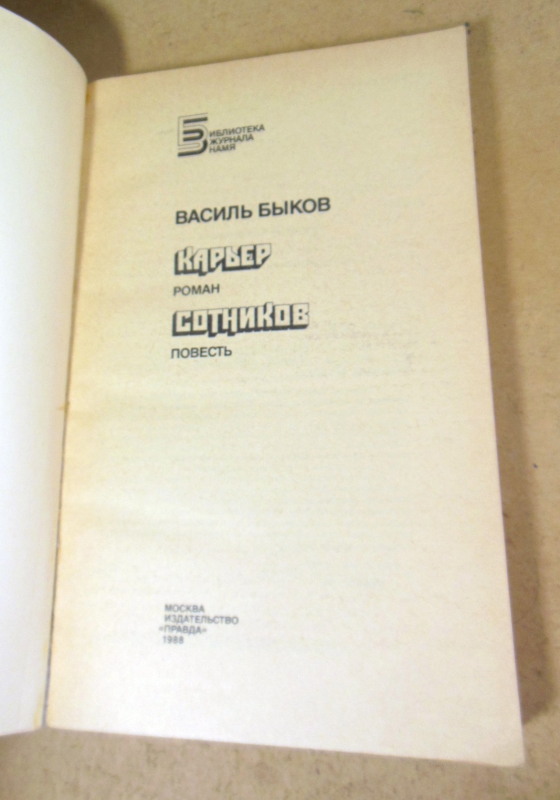 БИБЛИОТЕКА
ЖУРНАЛА
ЗНАМЯ
ВАСИЛЬ БЫКОВ
КАРЬЕР
РОМАН
СОТНИКОВ
ПОВЕСТЬ
МОСКВА
ИЗДАТЕЛЬСТВО
«ПРАВДА»
1988